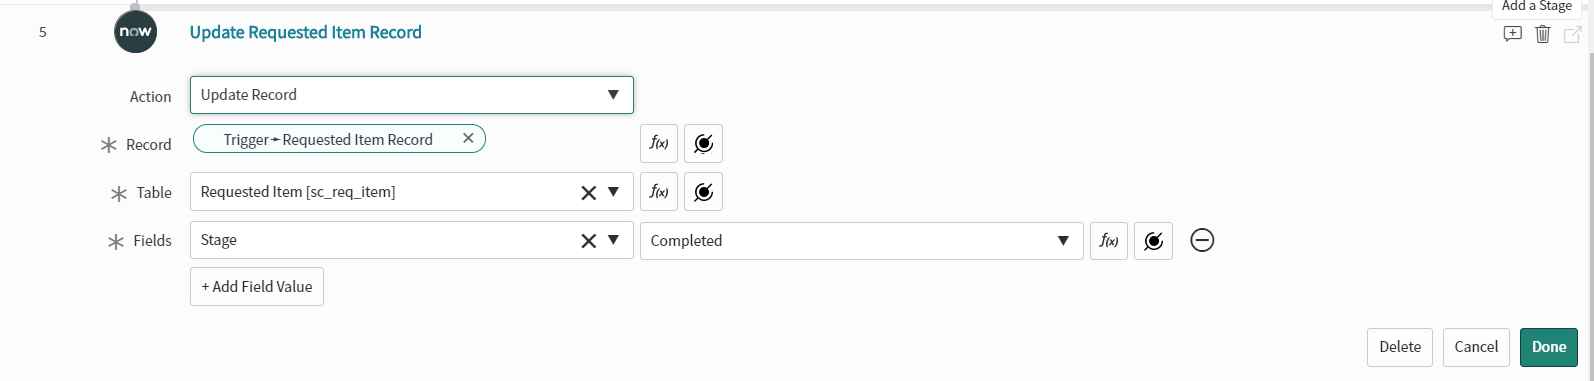 Add a Stage
5 now Update Requested Item Record
Action Update Record
Record Trigger➛Requested Item Record f(x)
Table Requested Item [sc_req_item] f(x)
Fields Stage Completed f(x)
+ Add Field Value
Delete Cancel Done